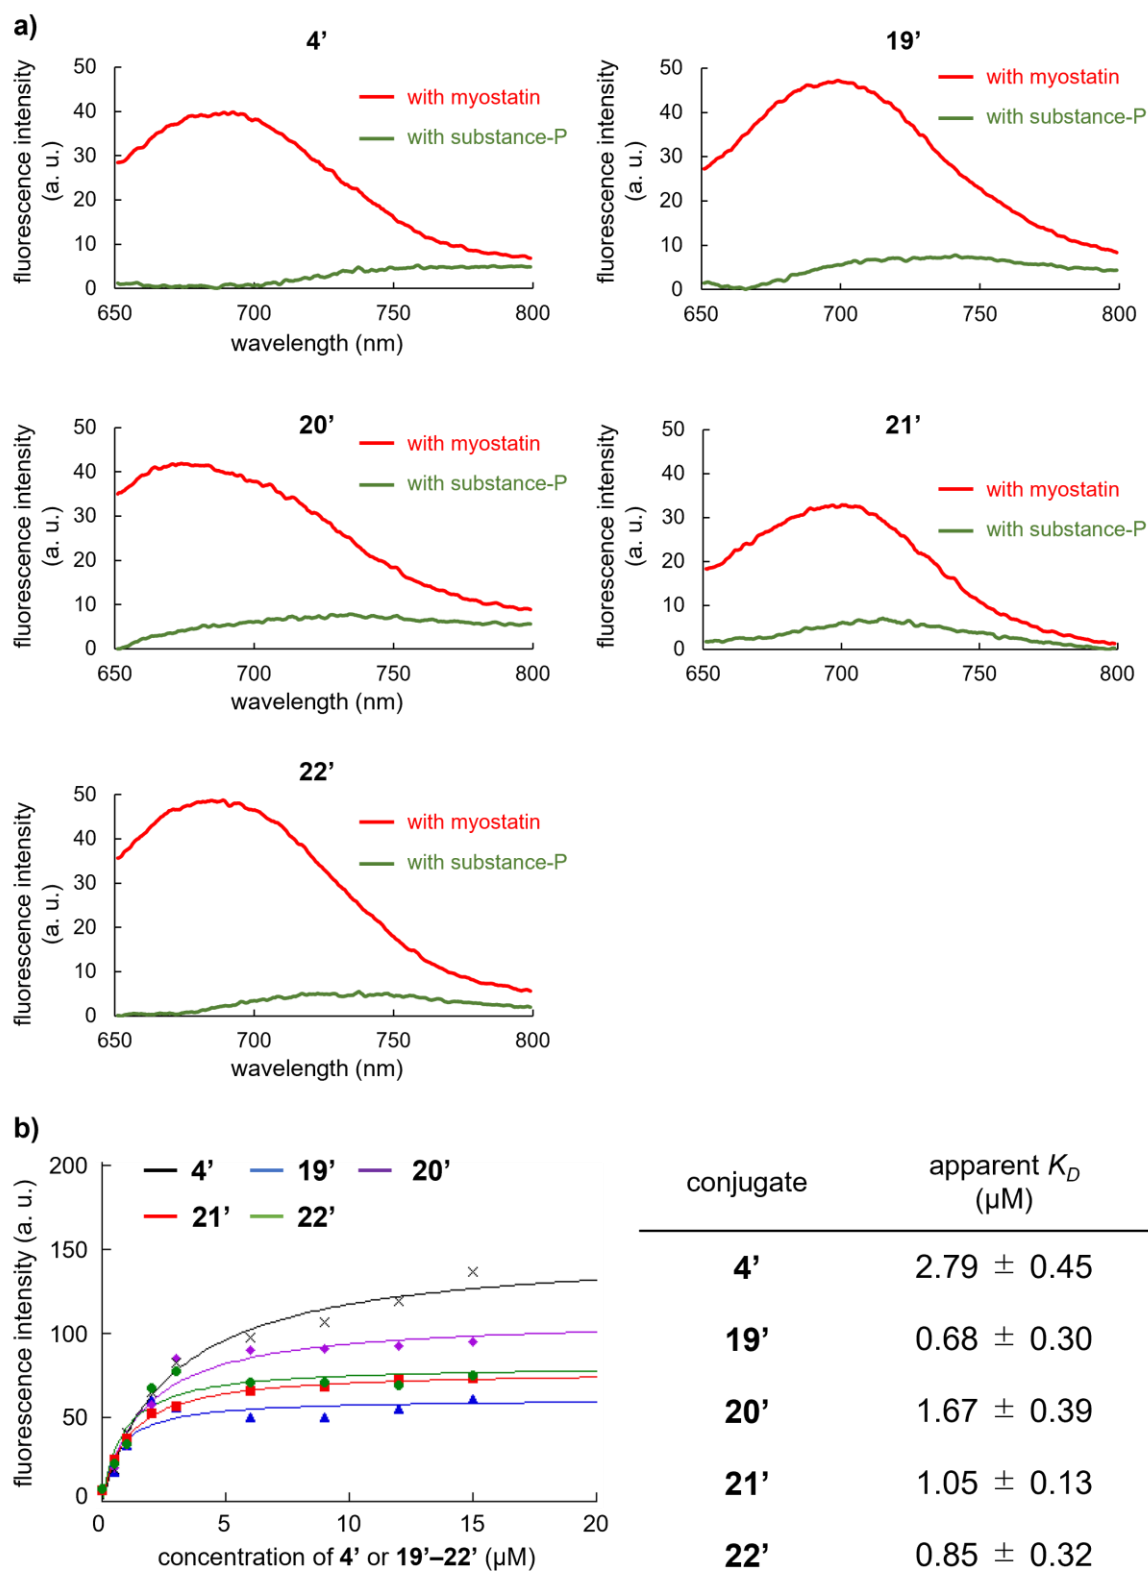 a)
4’
fluorescence intensity
(a. u.)
50
40
30
20
10
0
with myostatin
with substance-P
650
700
750
800
wavelength (nm)
19’
fluorescence intensity
(a. u.)
50
40
30
20
10
0
with myostatin
with substance-P
650
700
750
800
20’
fluorescence intensity
(a. u.)
50
40
30
20
10
0
with myostatin
with substance-P
650
700
750
800
wavelength (nm)
21’
fluorescence intensity
(a. u.)
50
40
30
20
10
0
with myostatin
with substance-P
650
700
750
800
22’
fluorescence intensity
(a. u.)
50
40
30
20
10
0
with myostatin
with substance-P
650
700
750
800
wavelength (nm)
b)
fluorescence intensity (a. u.)
200
150
100
50
0
4’ 19’ 20’
21’ 22’
0 5 10 15 20
concentration of 4’ or 19’–22’ (μM)
conjugate
apparent K_D
(μM)
4’ 2.79 ± 0.45
19’ 0.68 ± 0.30
20’ 1.67 ± 0.39
21’ 1.05 ± 0.13
22’ 0.85 ± 0.32